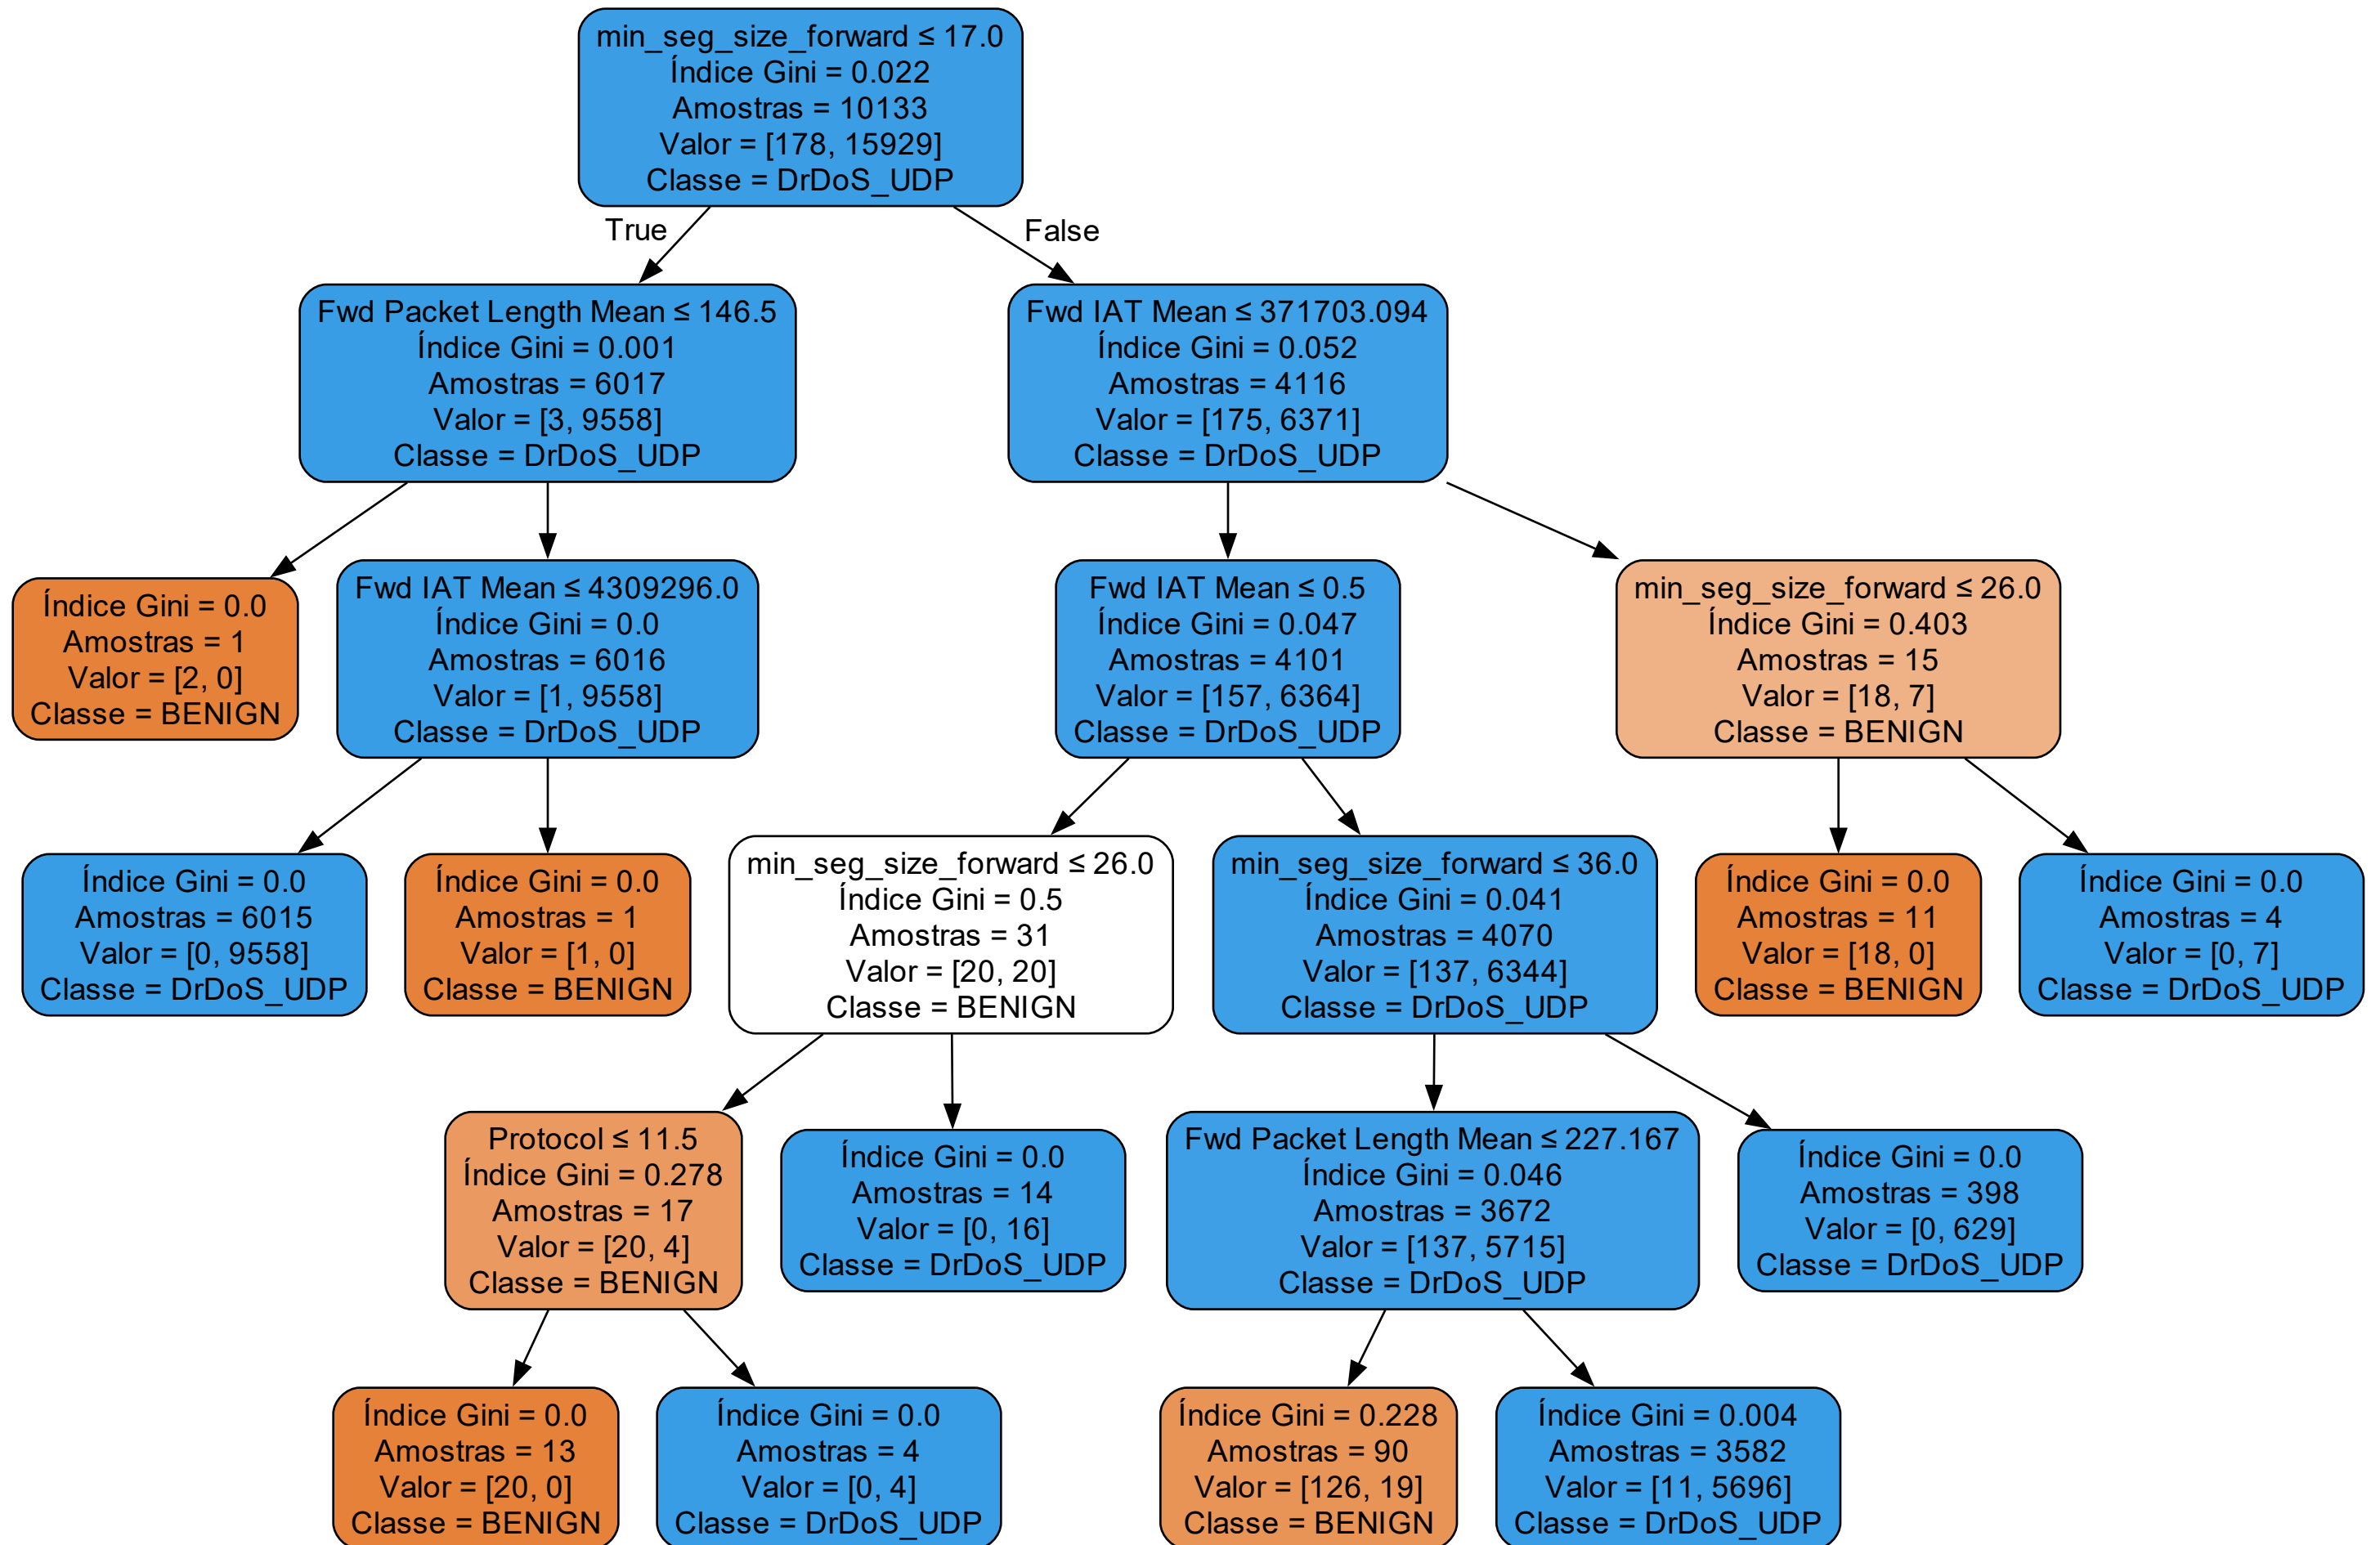 min_seg_size_forward ≤ 17.0
Índice Gini = 0.022
Amostras = 10133
Valor = [178, 15929]
Classe = DrDoS_UDP
True
False
Fwd Packet Length Mean ≤ 146.5
Índice Gini = 0.001
Amostras = 6017
Valor = [3, 9558]
Classe = DrDoS_UDP
Fwd IAT Mean ≤ 371703.094
Índice Gini = 0.052
Amostras = 4116
Valor = [175, 6371]
Classe = DrDoS_UDP
Índice Gini = 0.0
Amostras = 1
Valor = [2, 0]
Classe = BENIGN
Fwd IAT Mean ≤ 4309296.0
Índice Gini = 0.0
Amostras = 6016
Valor = [1, 9558]
Classe = DrDoS_UDP
Fwd IAT Mean ≤ 0.5
Índice Gini = 0.047
Amostras = 4101
Valor = [157, 6364]
Classe = DrDoS_UDP
min_seg_size_forward ≤ 26.0
Índice Gini = 0.403
Amostras = 15
Valor = [18, 7]
Classe = BENIGN
Índice Gini = 0.0
Amostras = 6015
Valor = [0, 9558]
Classe = DrDoS_UDP
Índice Gini = 0.0
Amostras = 1
Valor = [1, 0]
Classe = BENIGN
min_seg_size_forward ≤ 26.0
Índice Gini = 0.5
Amostras = 31
Valor = [20, 20]
Classe = BENIGN
min_seg_size_forward ≤ 36.0
Índice Gini = 0.041
Amostras = 4070
Valor = [137, 6344]
Classe = DrDoS_UDP
Índice Gini = 0.0
Amostras = 11
Valor = [18, 0]
Classe = BENIGN
Índice Gini = 0.0
Amostras = 4
Valor = [0, 7]
Classe = DrDoS_UDP
Protocol ≤ 11.5
Índice Gini = 0.278
Amostras = 17
Valor = [20, 4]
Classe = BENIGN
Índice Gini = 0.0
Amostras = 14
Valor = [0, 16]
Classe = DrDoS_UDP
Fwd Packet Length Mean ≤ 227.167
Índice Gini = 0.046
Amostras = 3672
Valor = [137, 5715]
Classe = DrDoS_UDP
Índice Gini = 0.0
Amostras = 398
Valor = [0, 629]
Classe = DrDoS_UDP
Índice Gini = 0.0
Amostras = 13
Valor = [20, 0]
Classe = BENIGN
Índice Gini = 0.0
Amostras = 4
Valor = [0, 4]
Classe = DrDoS_UDP
Índice Gini = 0.228
Amostras = 90
Valor = [126, 19]
Classe = BENIGN
Índice Gini = 0.004
Amostras = 3582
Valor = [11, 5696]
Classe = DrDoS_UDP